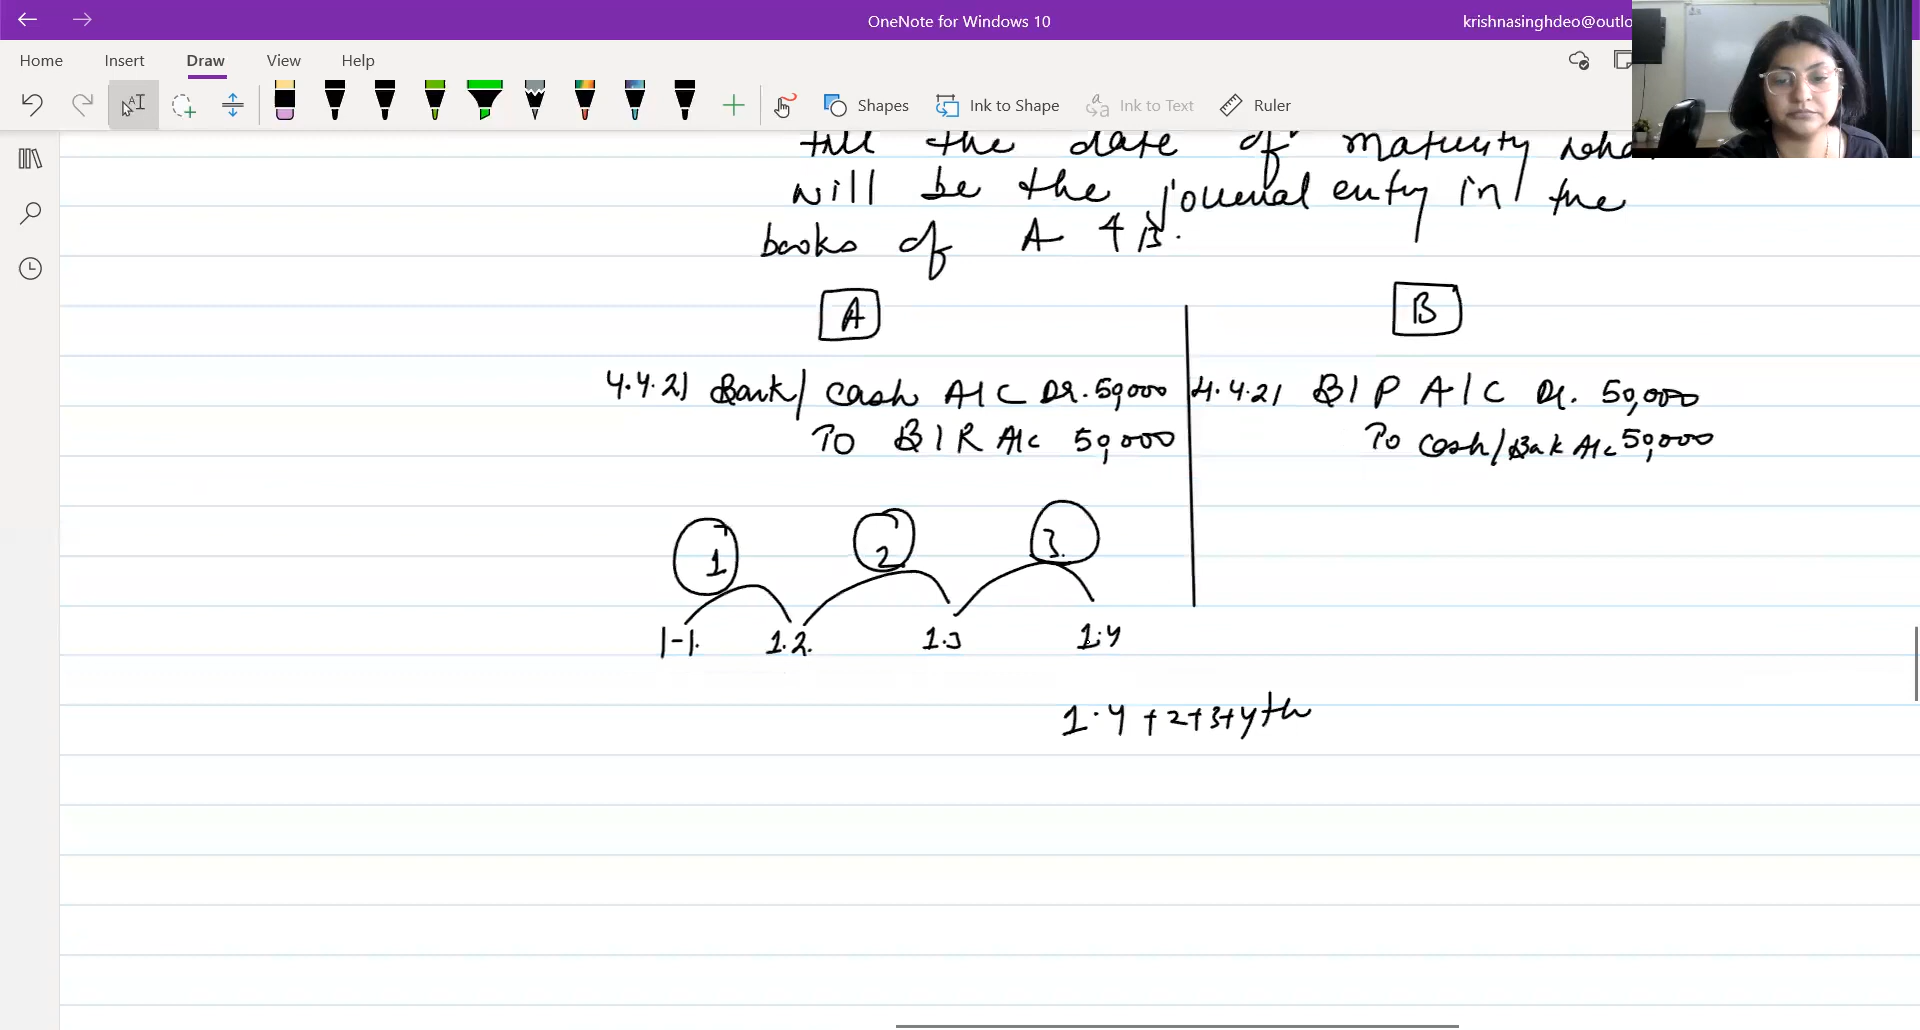 OneNote for Windows 10
krishnasinghdeo@outlo
Home Insert Draw View Help
Shapes Ink to Shape Ink to Text Ruler
till the date of maturity
will be the journal entry in the
books of A & B.
A
B
4.4.21 Bank/ Cash A/C Dr. 50,000
To B/R A/c 50,000
4.4.21 B/P A/C Dr. 50,000
To Cash/Bak A/c 50,000
1 2 3.
1-1. 1.2. 1.3 1.4
1.4 + 2+3+4th